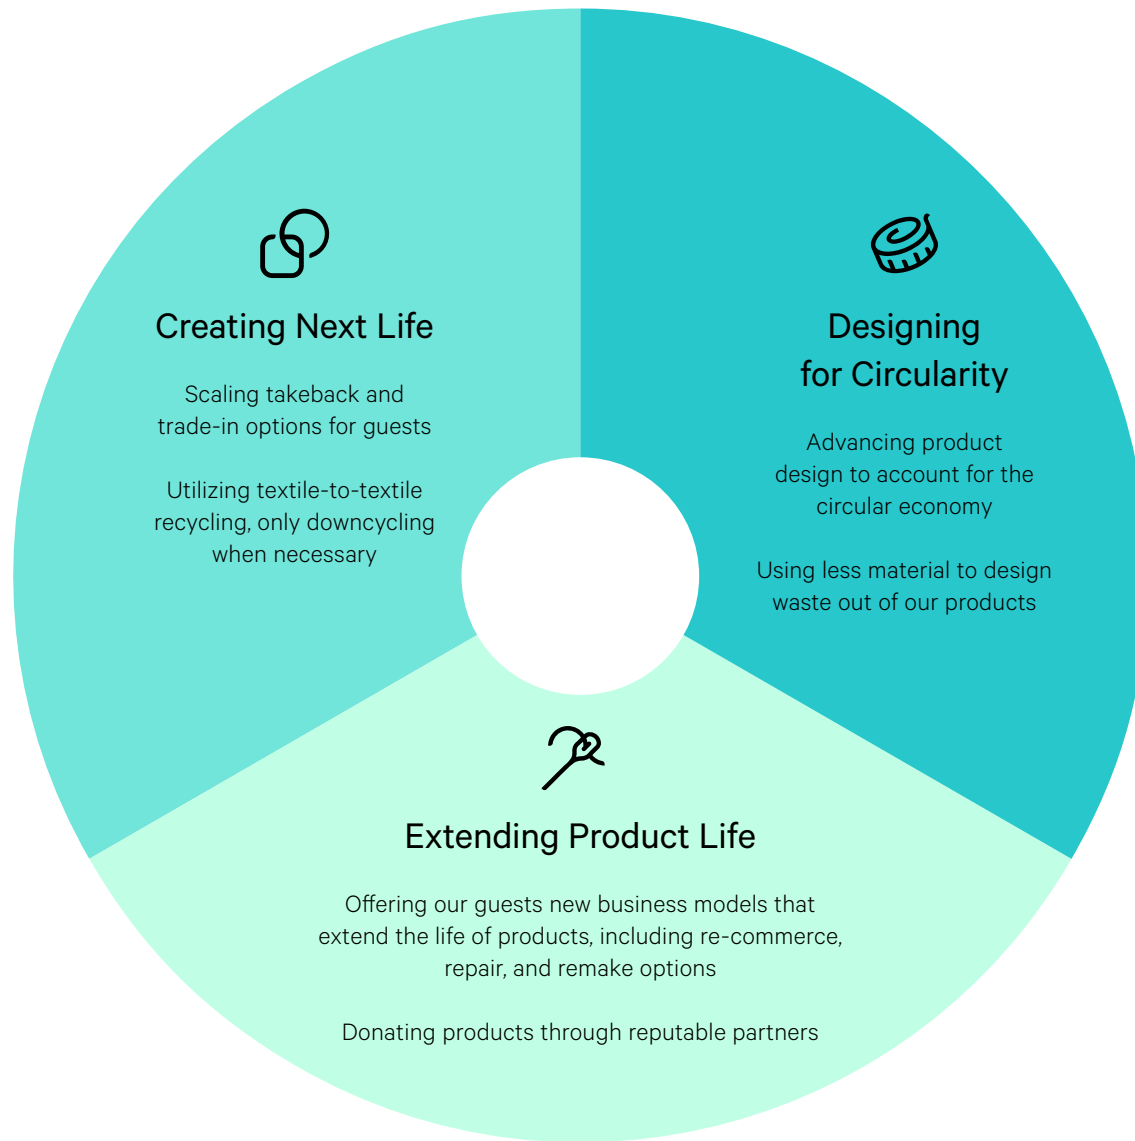 Creating Next Life
Scaling takeback and
trade-in options for guests
Utilizing textile-to-textile
recycling, only downcycling
when necessary
Designing
for Circularity
Advancing product
design to account for the
circular economy
Using less material to design
waste out of our products
Extending Product Life
Offering our guests new business models that
extend the life of products, including re-commerce,
repair, and remake options
Donating products through reputable partners